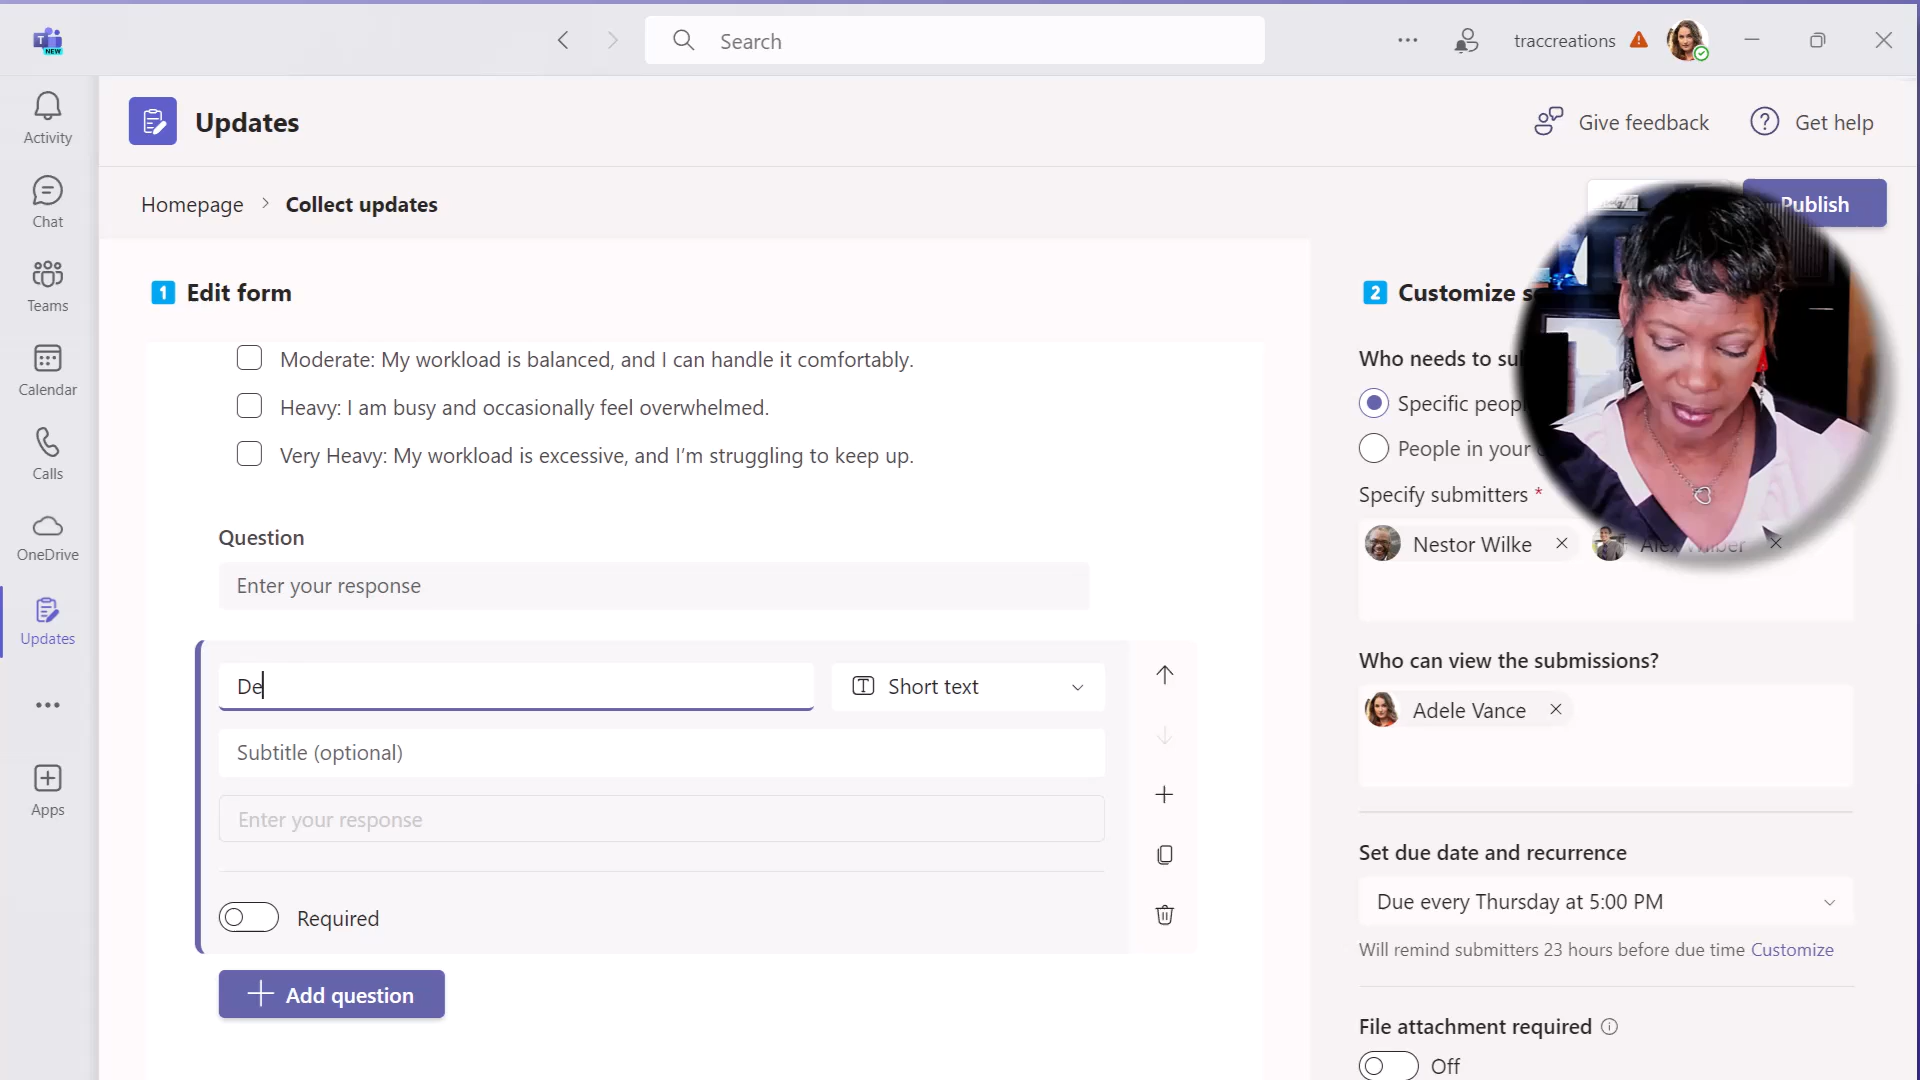 T NEW
Search
traccreations
Activity
Chat
Teams
Calendar
Calls
OneDrive
Updates
Apps
Updates
Give feedback
Get help
Homepage
Collect updates
Publish
1 Edit form
Moderate: My workload is balanced, and I can handle it comfortably.
Heavy: I am busy and occasionally feel overwhelmed.
Very Heavy: My workload is excessive, and I'm struggling to keep up.
Question
Enter your response
De
Short text
Subtitle (optional)
Enter your response
Required
Add question
2 Customize
Who needs to
Specific
People in your
Specify submitters *
Nestor Wilke
Alex Wilber
Who can view the submissions?
Adele Vance
Set due date and recurrence
Due every Thursday at 5:00 PM
Will remind submitters 23 hours before due time Customize
File attachment required
Off